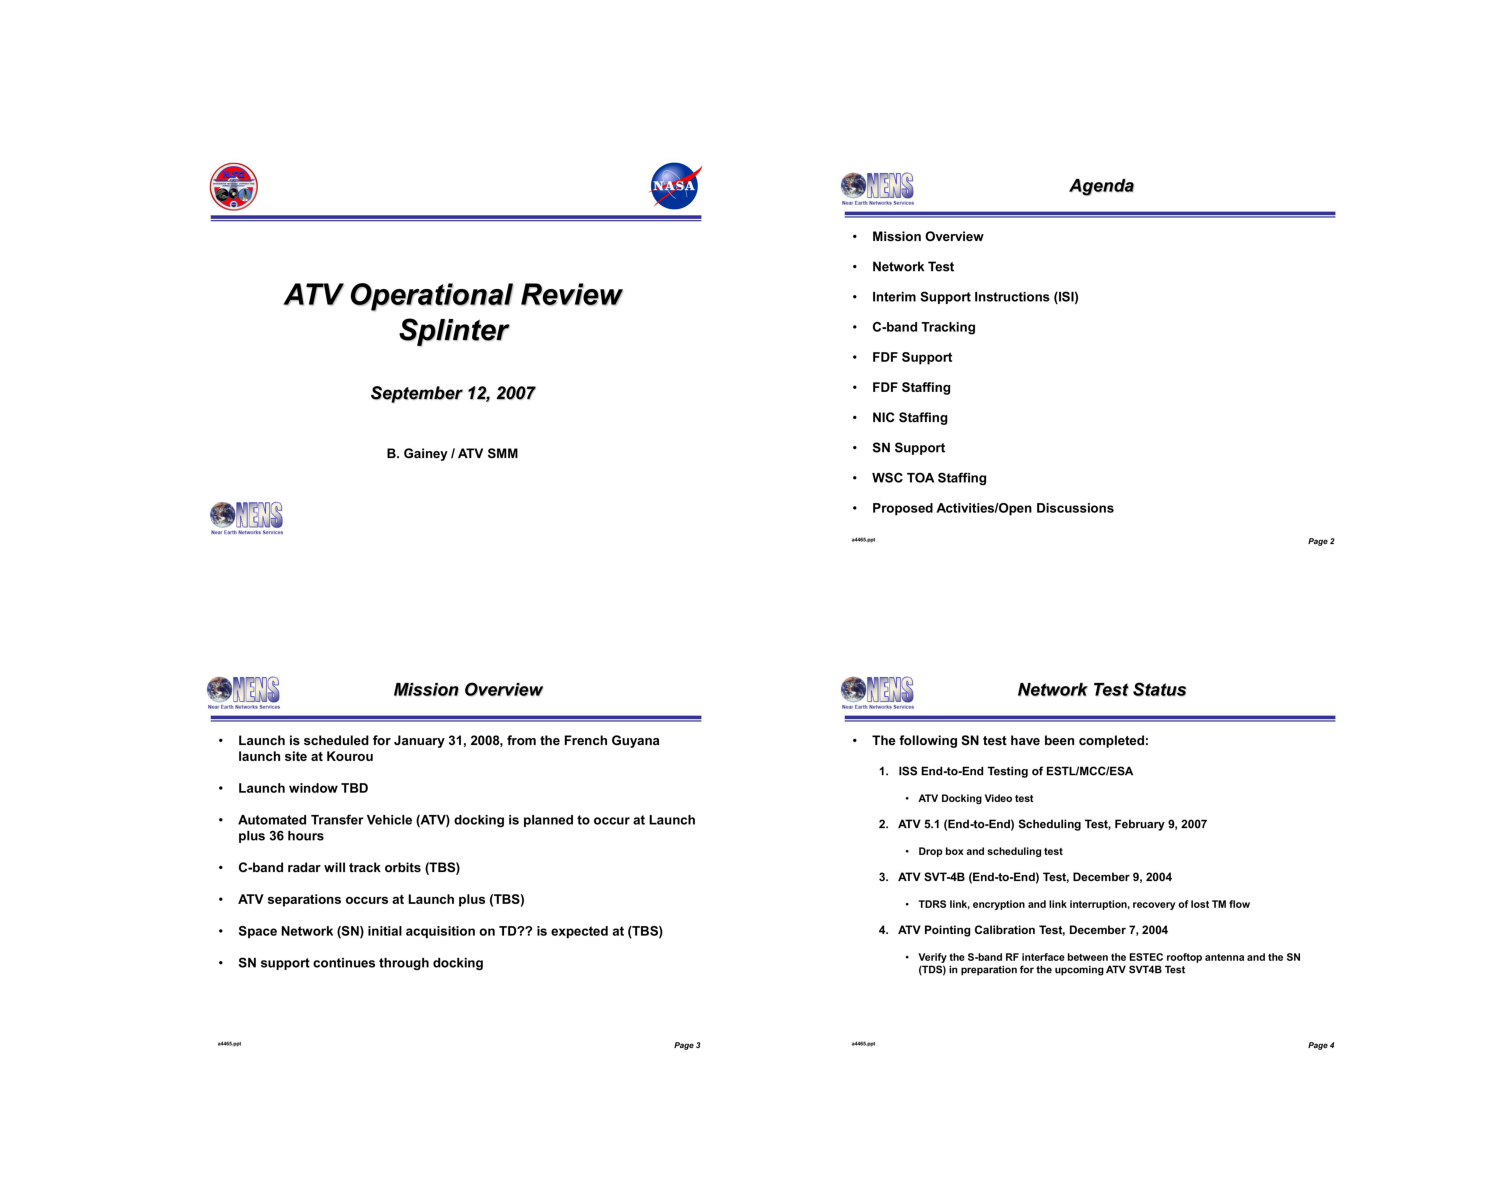 NASA
ATV Operational Review
Splinter
September 12, 2007
B. Gainey / ATV SMM
NENS
Near Earth Networks Services
NENS
Near Earth Networks Services
Agenda
• Mission Overview
• Network Test
• Interim Support Instructions (ISI)
• C-band Tracking
• FDF Support
• FDF Staffing
• NIC Staffing
• SN Support
• WSC TOA Staffing
• Proposed Activities/Open Discussions
a4465.ppt
Page 2
NENS
Near Earth Networks Services
Mission Overview
• Launch is scheduled for January 31, 2008, from the French Guyana
launch site at Kourou
• Launch window TBD
• Automated Transfer Vehicle (ATV) docking is planned to occur at Launch
plus 36 hours
• C-band radar will track orbits (TBS)
• ATV separations occurs at Launch plus (TBS)
• Space Network (SN) initial acquisition on TD?? is expected at (TBS)
• SN support continues through docking
a4465.ppt
Page 3
NENS
Near Earth Networks Services
Network Test Status
• The following SN test have been completed:
1. ISS End-to-End Testing of ESTL/MCC/ESA
• ATV Docking Video test
2. ATV 5.1 (End-to-End) Scheduling Test, February 9, 2007
• Drop box and scheduling test
3. ATV SVT-4B (End-to-End) Test, December 9, 2004
• TDRS link, encryption and link interruption, recovery of lost TM flow
4. ATV Pointing Calibration Test, December 7, 2004
• Verify the S-band RF interface between the ESTEC rooftop antenna and the SN
(TDS) in preparation for the upcoming ATV SVT4B Test
a4465.ppt
Page 4